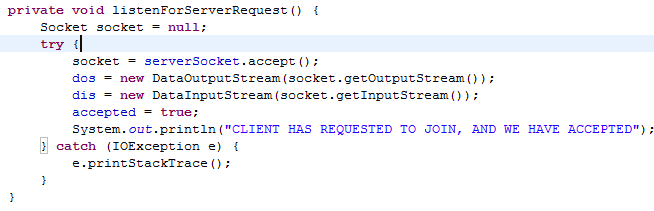 private void listenForServerRequest() {
    Socket socket = null;
    try {
        socket = serverSocket.accept();
        dos = new DataOutputStream(socket.getOutputStream());
        dis = new DataInputStream(socket.getInputStream());
        accepted = true;
        System.out.println("CLIENT HAS REQUESTED TO JOIN, AND WE HAVE ACCEPTED");
    } catch (IOException e) {
        e.printStackTrace();
    }
}